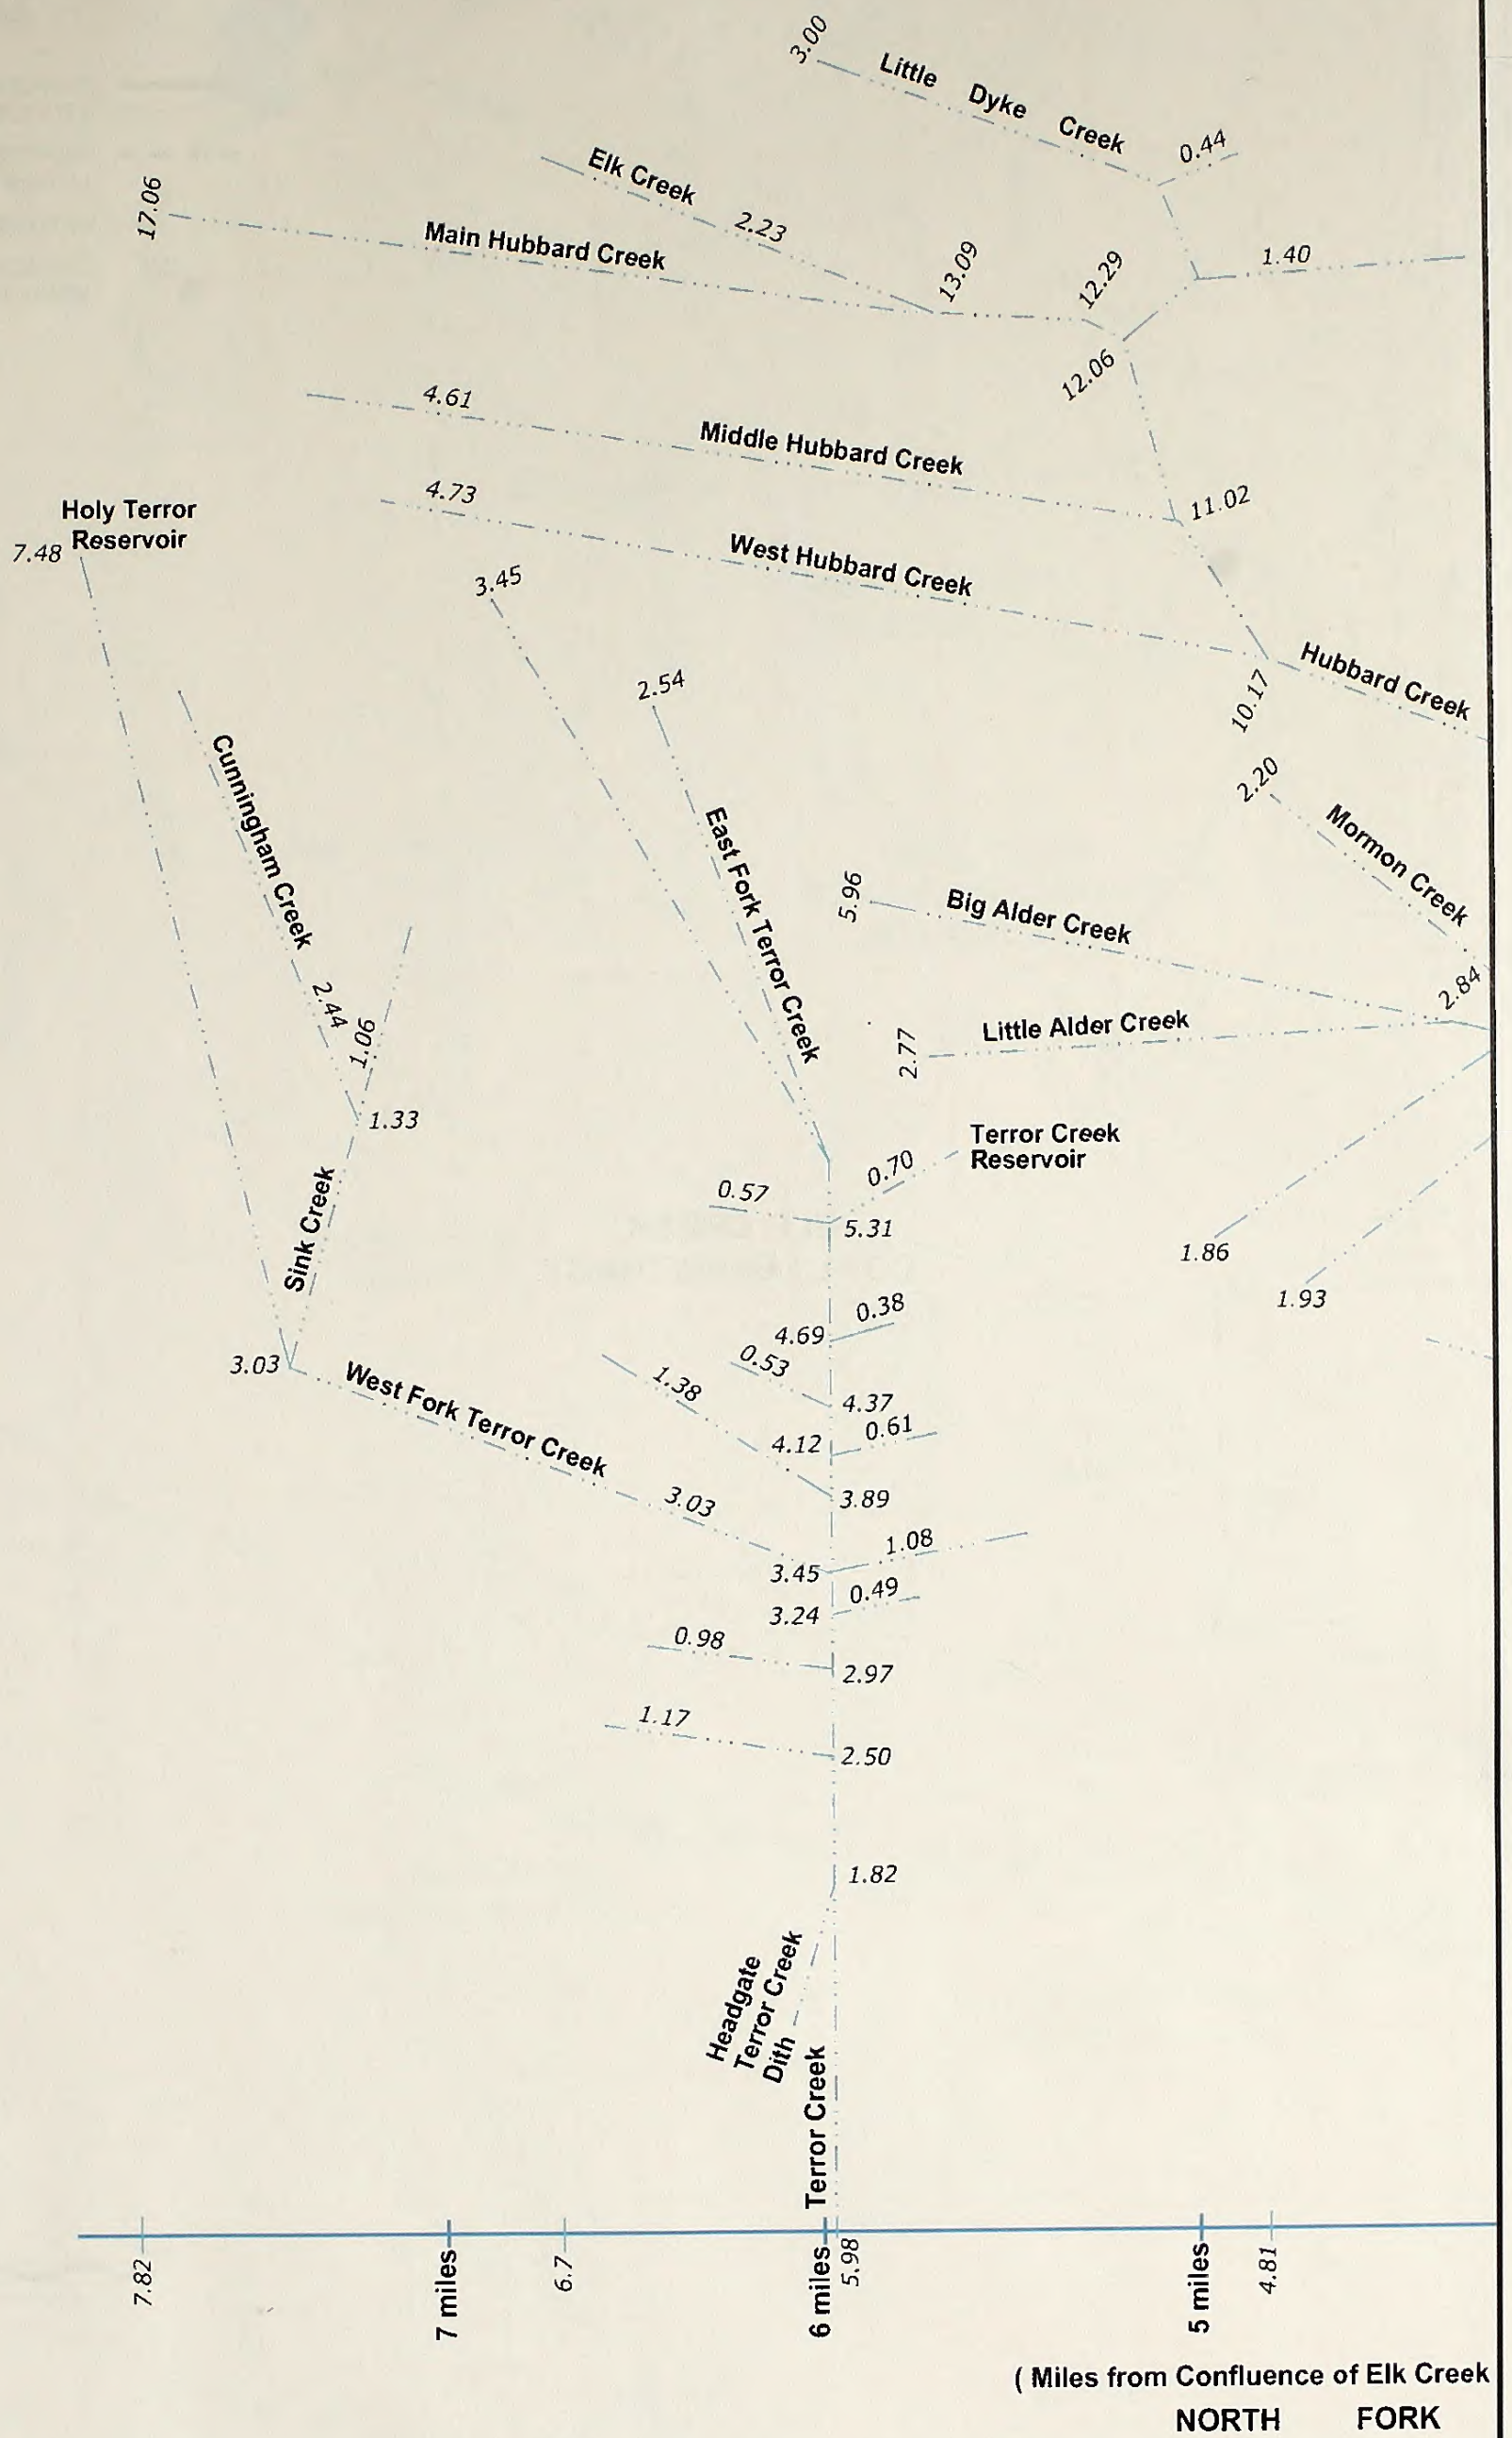 3.00
Little Dyke Creek
0.44
Elk Creek
2.23
17.06
Main Hubbard Creek
13.09
12.29
1.40
12.06
4.61
Middle Hubbard Creek
11.02
4.73
West Hubbard Creek
Holy Terror
Reservoir
7.48
3.45
Hubbard Creek
10.17
2.54
2.20
Mormon Creek
Cunningham Creek
2.44
1.06
East Fork Terror Creek
5.96
Big Alder Creek
2.84
2.77
Little Alder Creek
1.33
Terror Creek
Reservoir
0.70
0.57
5.31
Sink Creek
1.86
1.93
0.38
4.69
0.53
3.03
West Fork Terror Creek
3.03
1.38
4.37
0.61
4.12
3.89
1.08
3.45
0.49
3.24
0.98
2.97
1.17
2.50
1.82
Headgate
Terror Creek
Dith
Terror Creek
7.82
7 miles
6.7
6 miles
5.98
5 miles
4.81
( Miles from Confluence of Elk Creek
NORTH FORK